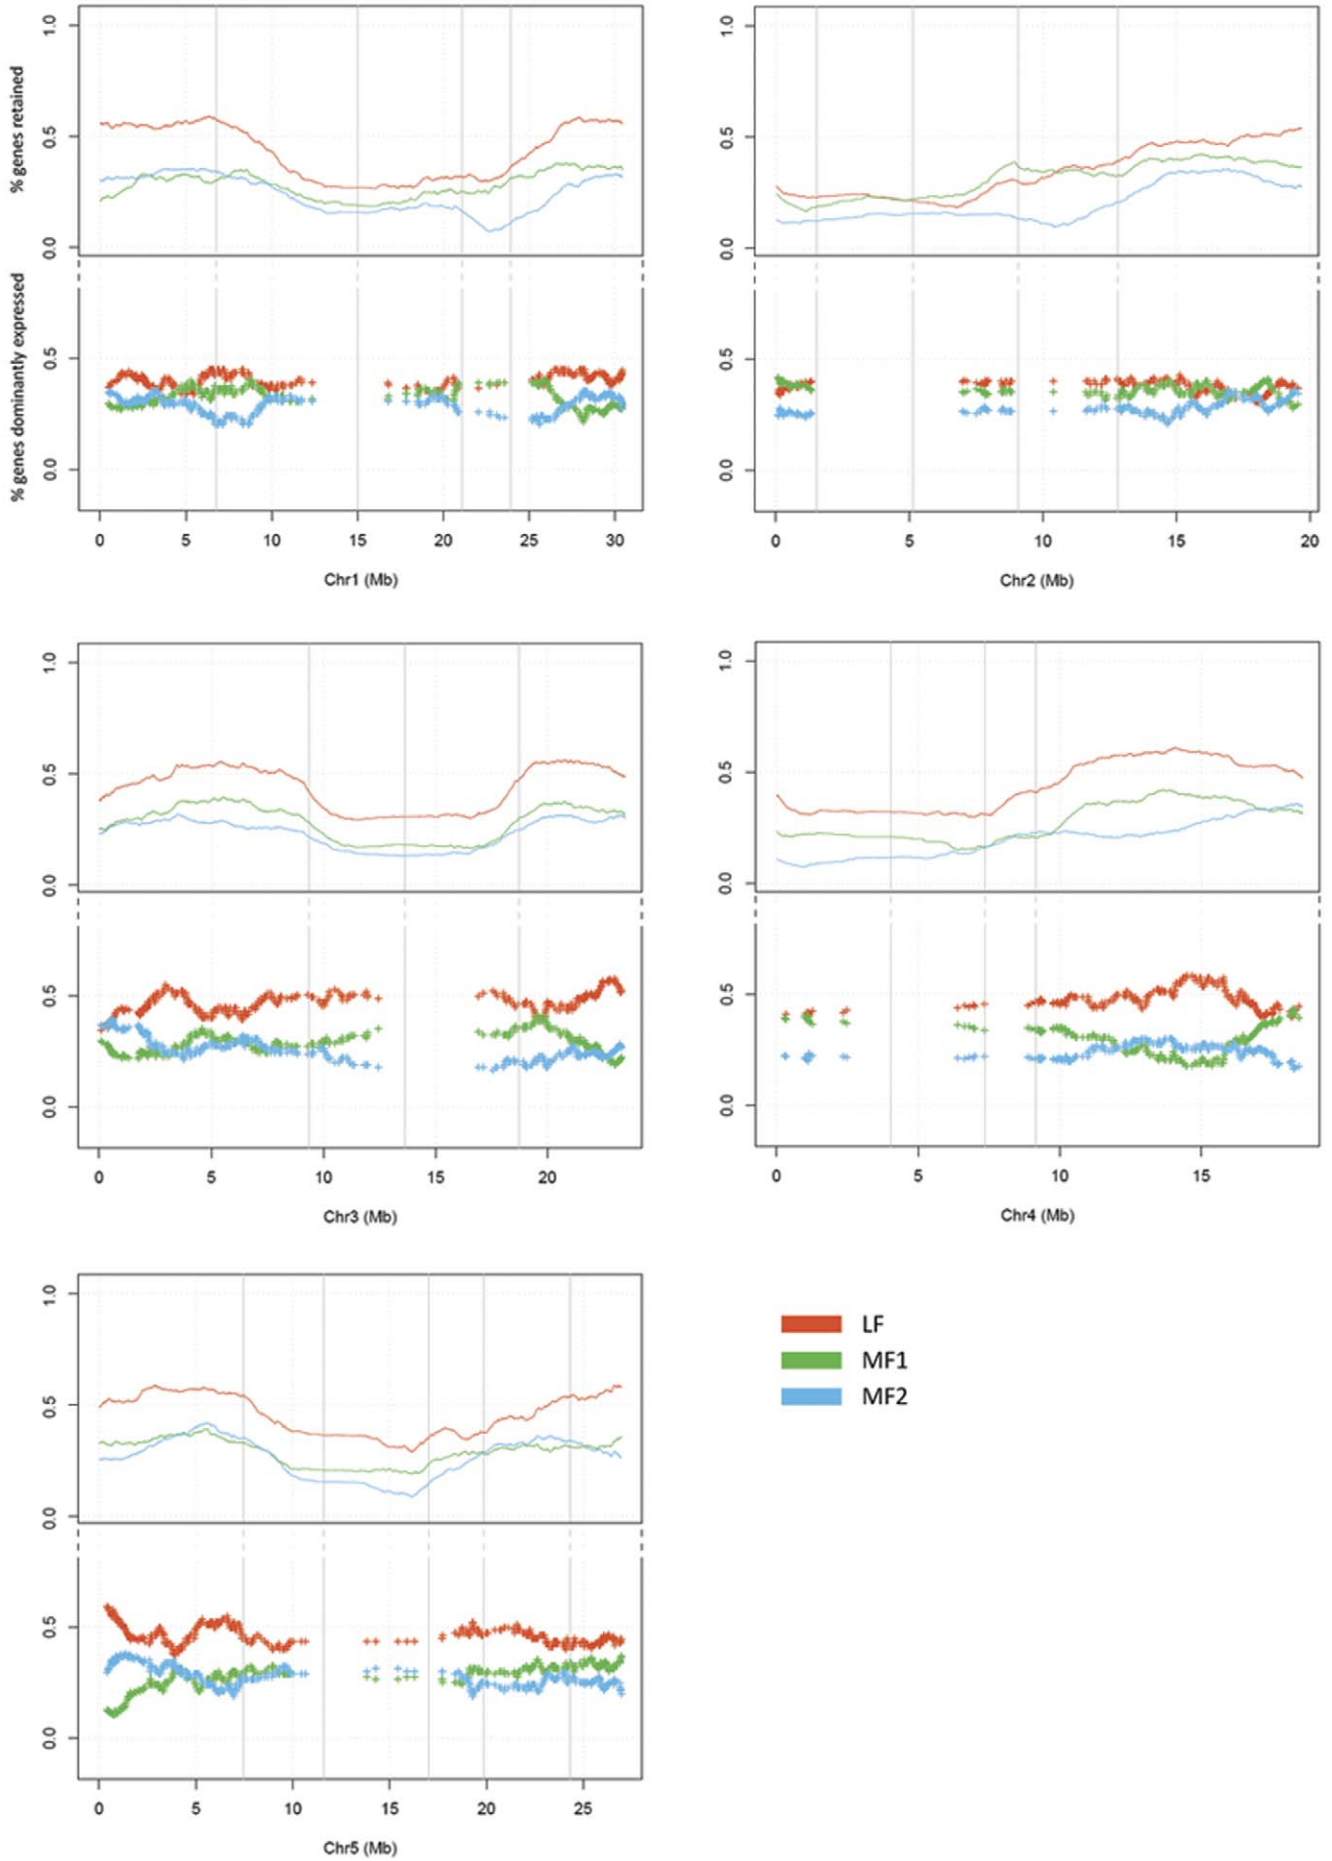 % genes retained
1.0
0.5
0.0
1.0
0.5
0.0
% genes dominantly expressed
0.5
0.0
0 5 10 15 20 25 30
Chr1 (Mb)
0.5
0.0
0 5 10 15 20
Chr2 (Mb)
1.0
0.5
0.0
0.5
0.0
0 5 10 15 20
Chr3 (Mb)
1.0
0.5
0.0
0.5
0.0
0 5 10 15
Chr4 (Mb)
1.0
0.5
0.0
0.5
0.0
0 5 10 15 20 25
Chr5 (Mb)
LF
MF1
MF2